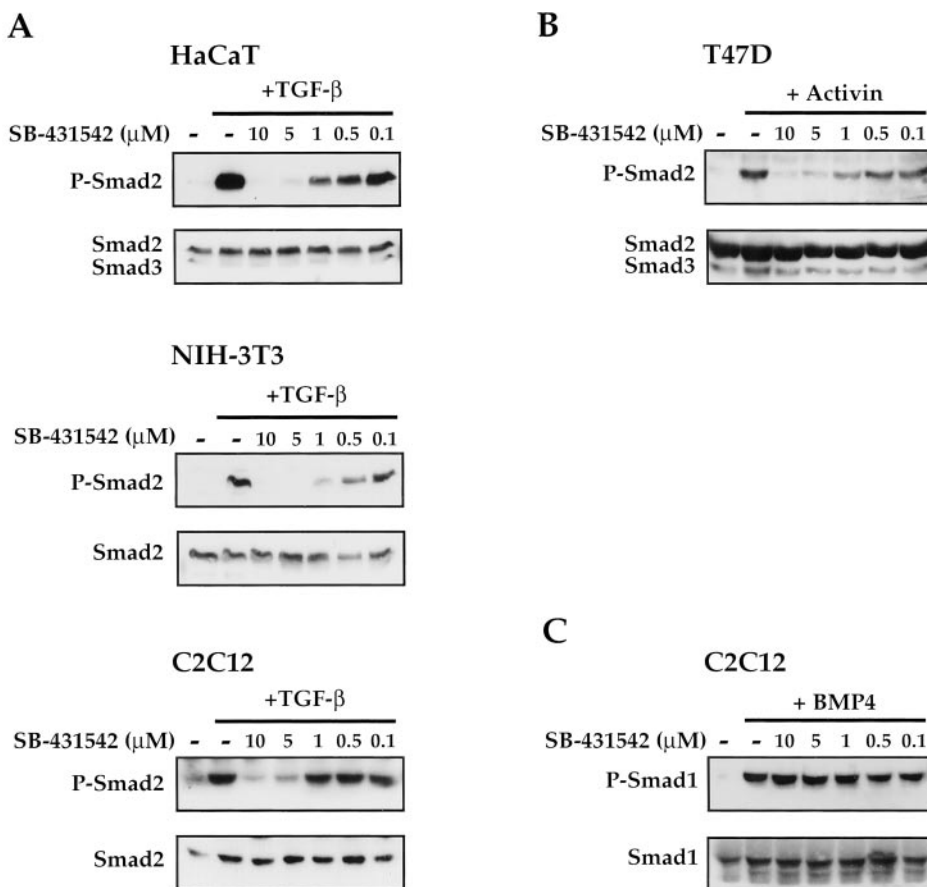 A
HaCaT
+TGF-β
SB-431542 (μM) - - 10 5 1 0.5 0.1
P-Smad2
Smad2
Smad3
NIH-3T3
+TGF-β
SB-431542 (μM) - - 10 5 1 0.5 0.1
P-Smad2
Smad2
C2C12
+TGF-β
SB-431542 (μM) - - 10 5 1 0.5 0.1
P-Smad2
Smad2
B
T47D
+ Activin
SB-431542 (μM) - - 10 5 1 0.5 0.1
P-Smad2
Smad2
Smad3
C
C2C12
+ BMP4
SB-431542 (μM) - - 10 5 1 0.5 0.1
P-Smad1
Smad1